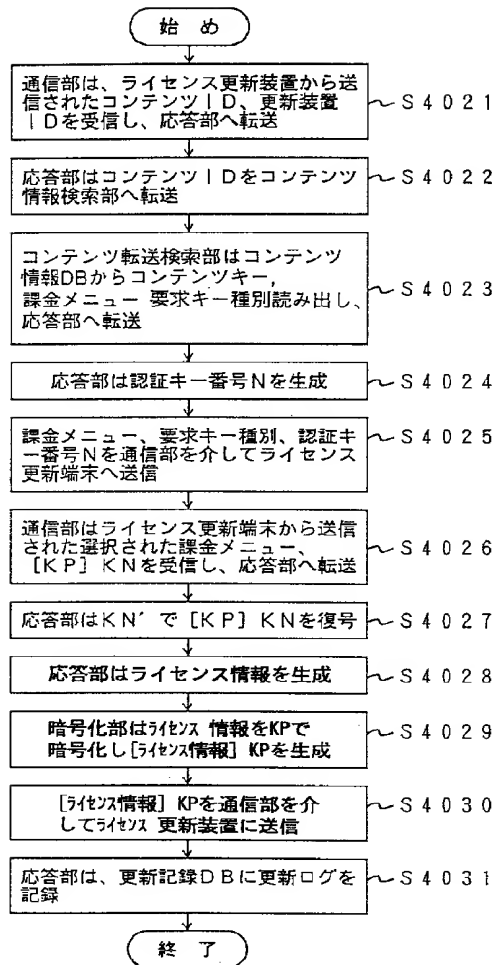 始 め
通信部は、ライセンス更新装置から送
信されたコンテンツID、更新装置
IDを受信し、応答部へ転送
S4021
応答部はコンテンツIDをコンテンツ
情報検索部へ転送
S4022
コンテンツ転送検索部はコンテンツ
情報DBからコンテンツキー,
課金メニュー 要求キー種別読み出し、
応答部へ転送
S4023
応答部は認証キー番号Nを生成
S4024
課金メニュー、要求キー種別、認証キ
ー番号Nを通信部を介してライセンス
更新端末へ送信
S4025
通信部はライセンス更新端末から送信
された選択された課金メニュー、
[KP]KNを受信し、応答部へ転送
S4026
応答部はKN´で[KP]KNを復号
S4027
応答部はライセンス情報を生成
S4028
暗号化部はライセンス 情報をKPで
暗号化し[ライセンス情報]KPを生成
S4029
[ライセンス情報]KPを通信部を介
してライセンス 更新装置に送信
S4030
応答部は、更新記録DBに更新ログを
記録
S4031
終 了